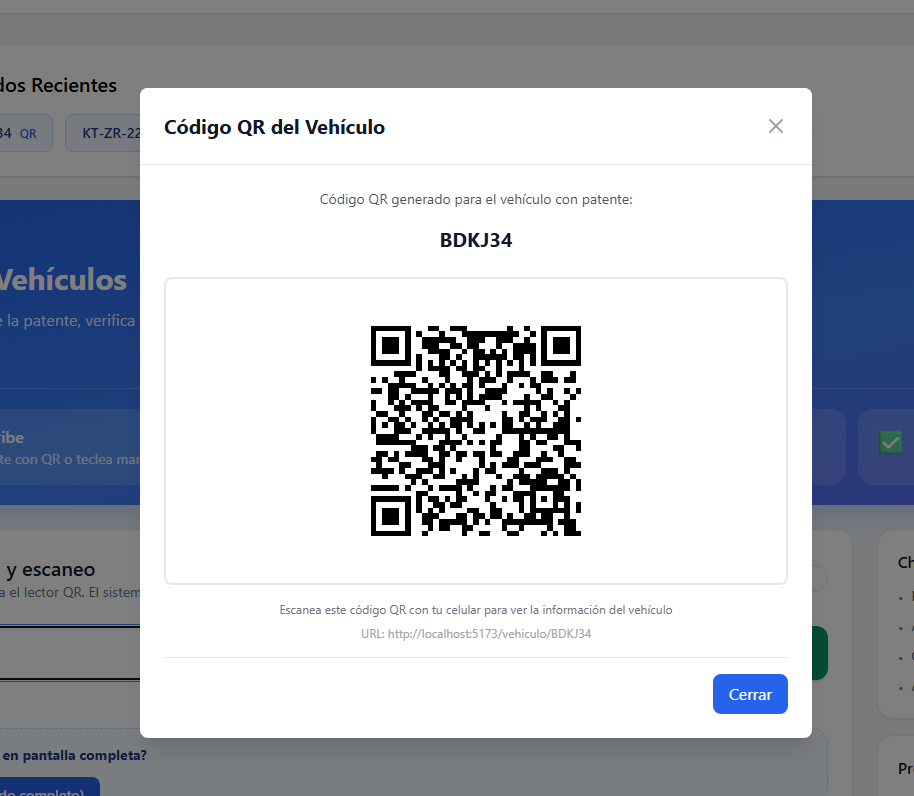 dos Recientes
34 QR
KT-ZR-22
Código QR del Vehículo
Código QR generado para el vehículo con patente:
BDKJ34
Vehículos
e la patente, verifica
ibe
te con QR o teclea mar
y escaneo
a el lector QR. El sistem
Escanea este código QR con tu celular para ver la información del vehículo
URL: http://localhost:5173/vehiculo/BDKJ34
Cerrar
en pantalla completa?
do completo)
Ch
Pr